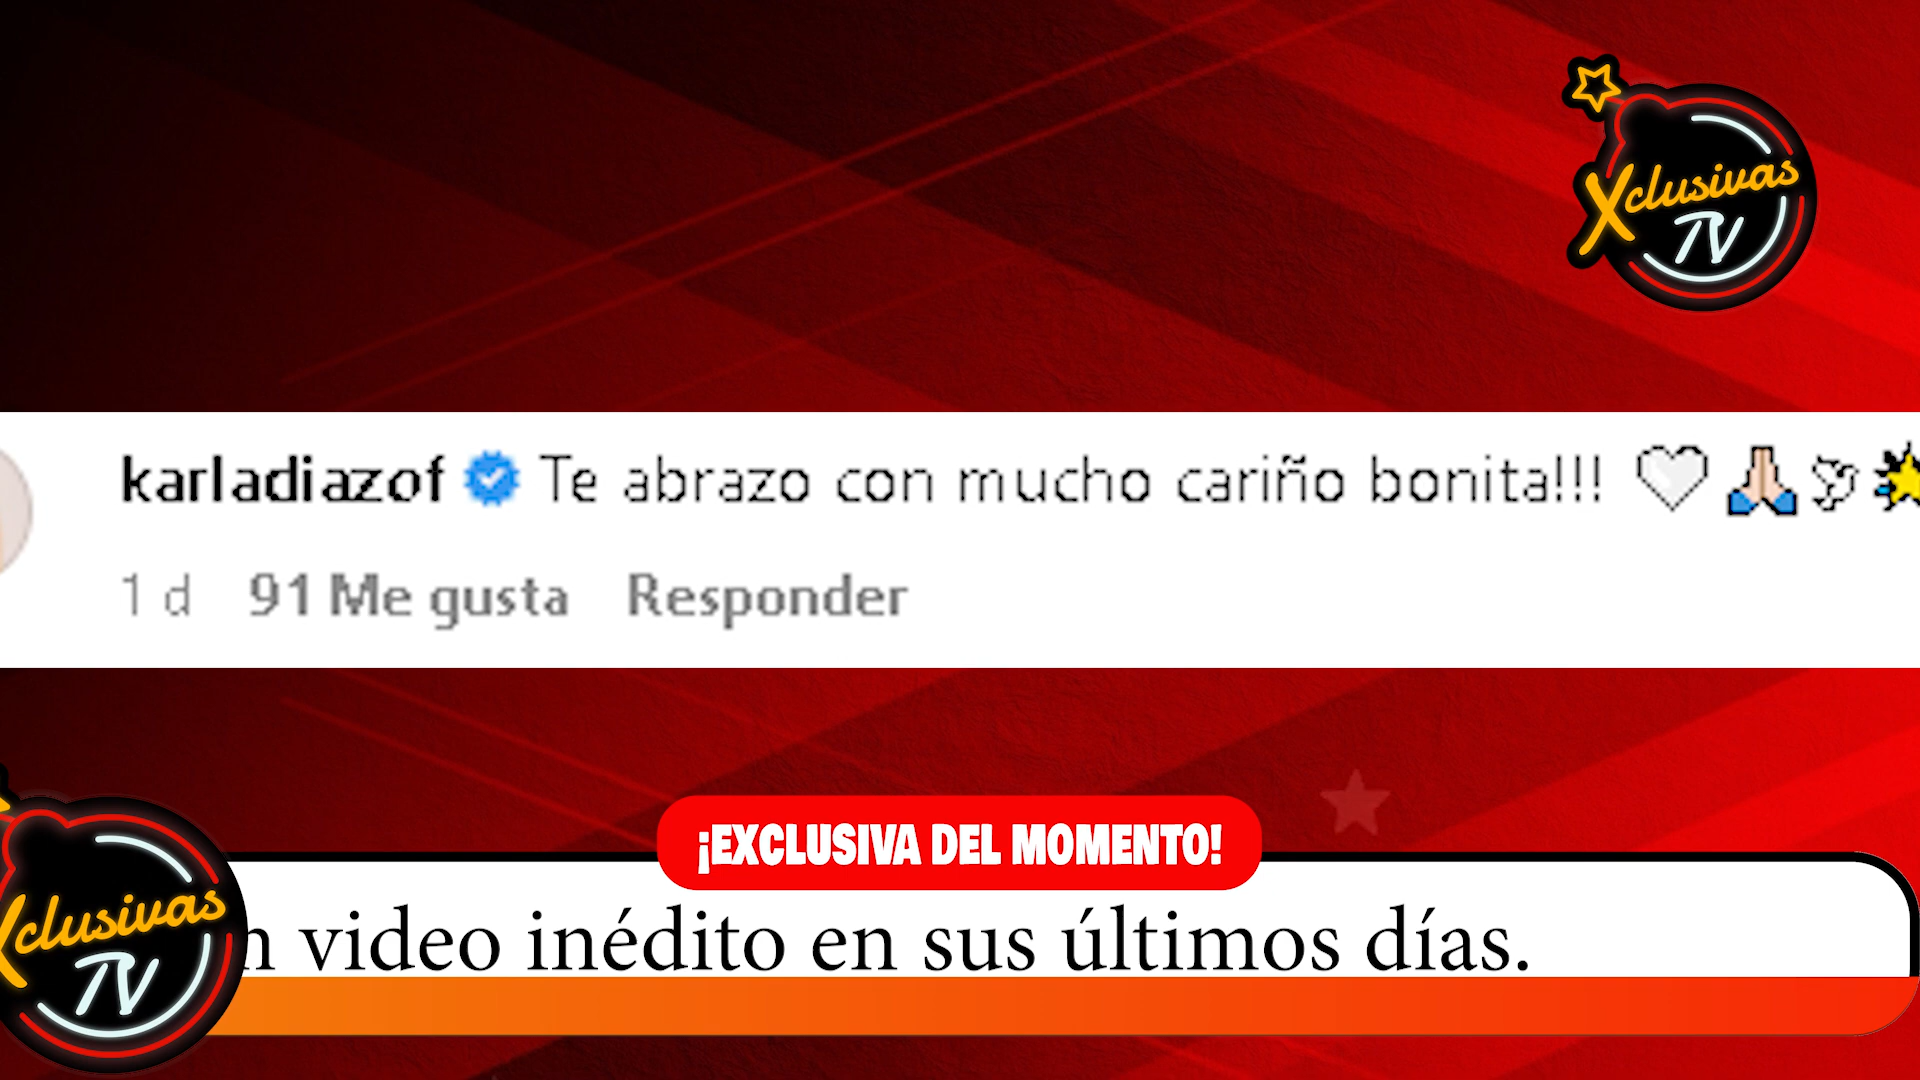 Xclusivas
TV
karladiazof Te abrazo con mucho cariño bonita!!! 🤍🙏🏻🕊🌟
1 d 91 Me gusta Responder
¡EXCLUSIVA DEL MOMENTO!
video inédito en sus últimos días.
Xclusivas
TV